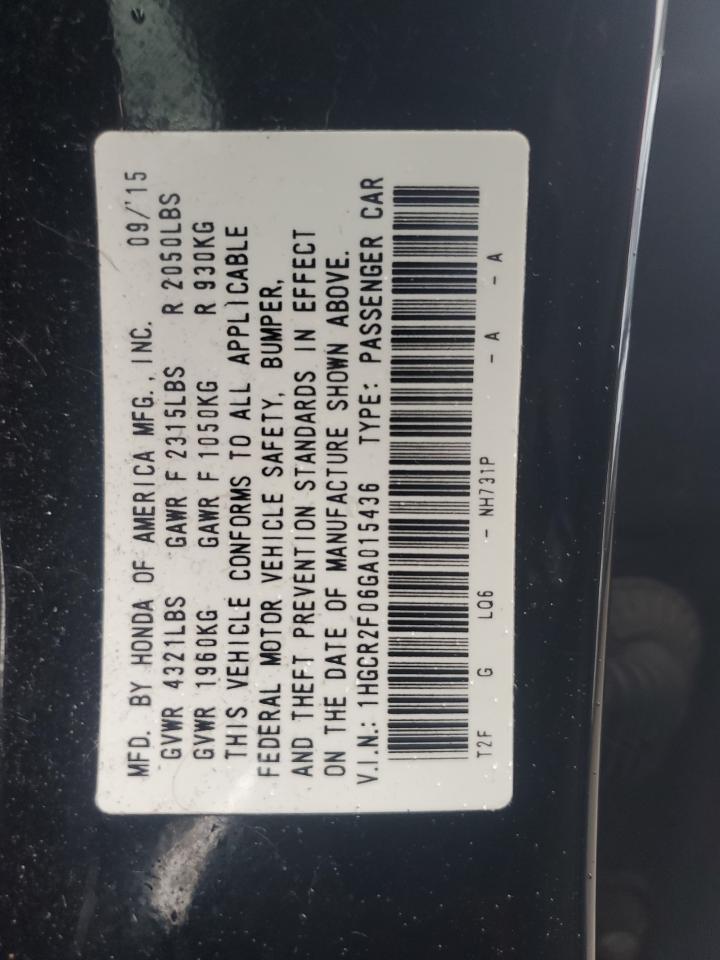 MFD. BY HONDA OF AMERICA MFG., INC. 09/'15
GVWR 4321LBS GAWR F 2315LBS R 2050LBS
GVWR 1960KG GAWR F 1050KG R 930KG
THIS VEHICLE CONFORMS TO ALL APPLICABLE
FEDERAL MOTOR VEHICLE SAFETY, BUMPER,
AND THEFT PREVENTION STANDARDS IN EFFECT
ON THE DATE OF MANUFACTURE SHOWN ABOVE.
V.I.N.: 1HGCR2F06GA015436 TYPE: PASSENGER CAR
T2F G LQ6 - NH731P - A - A